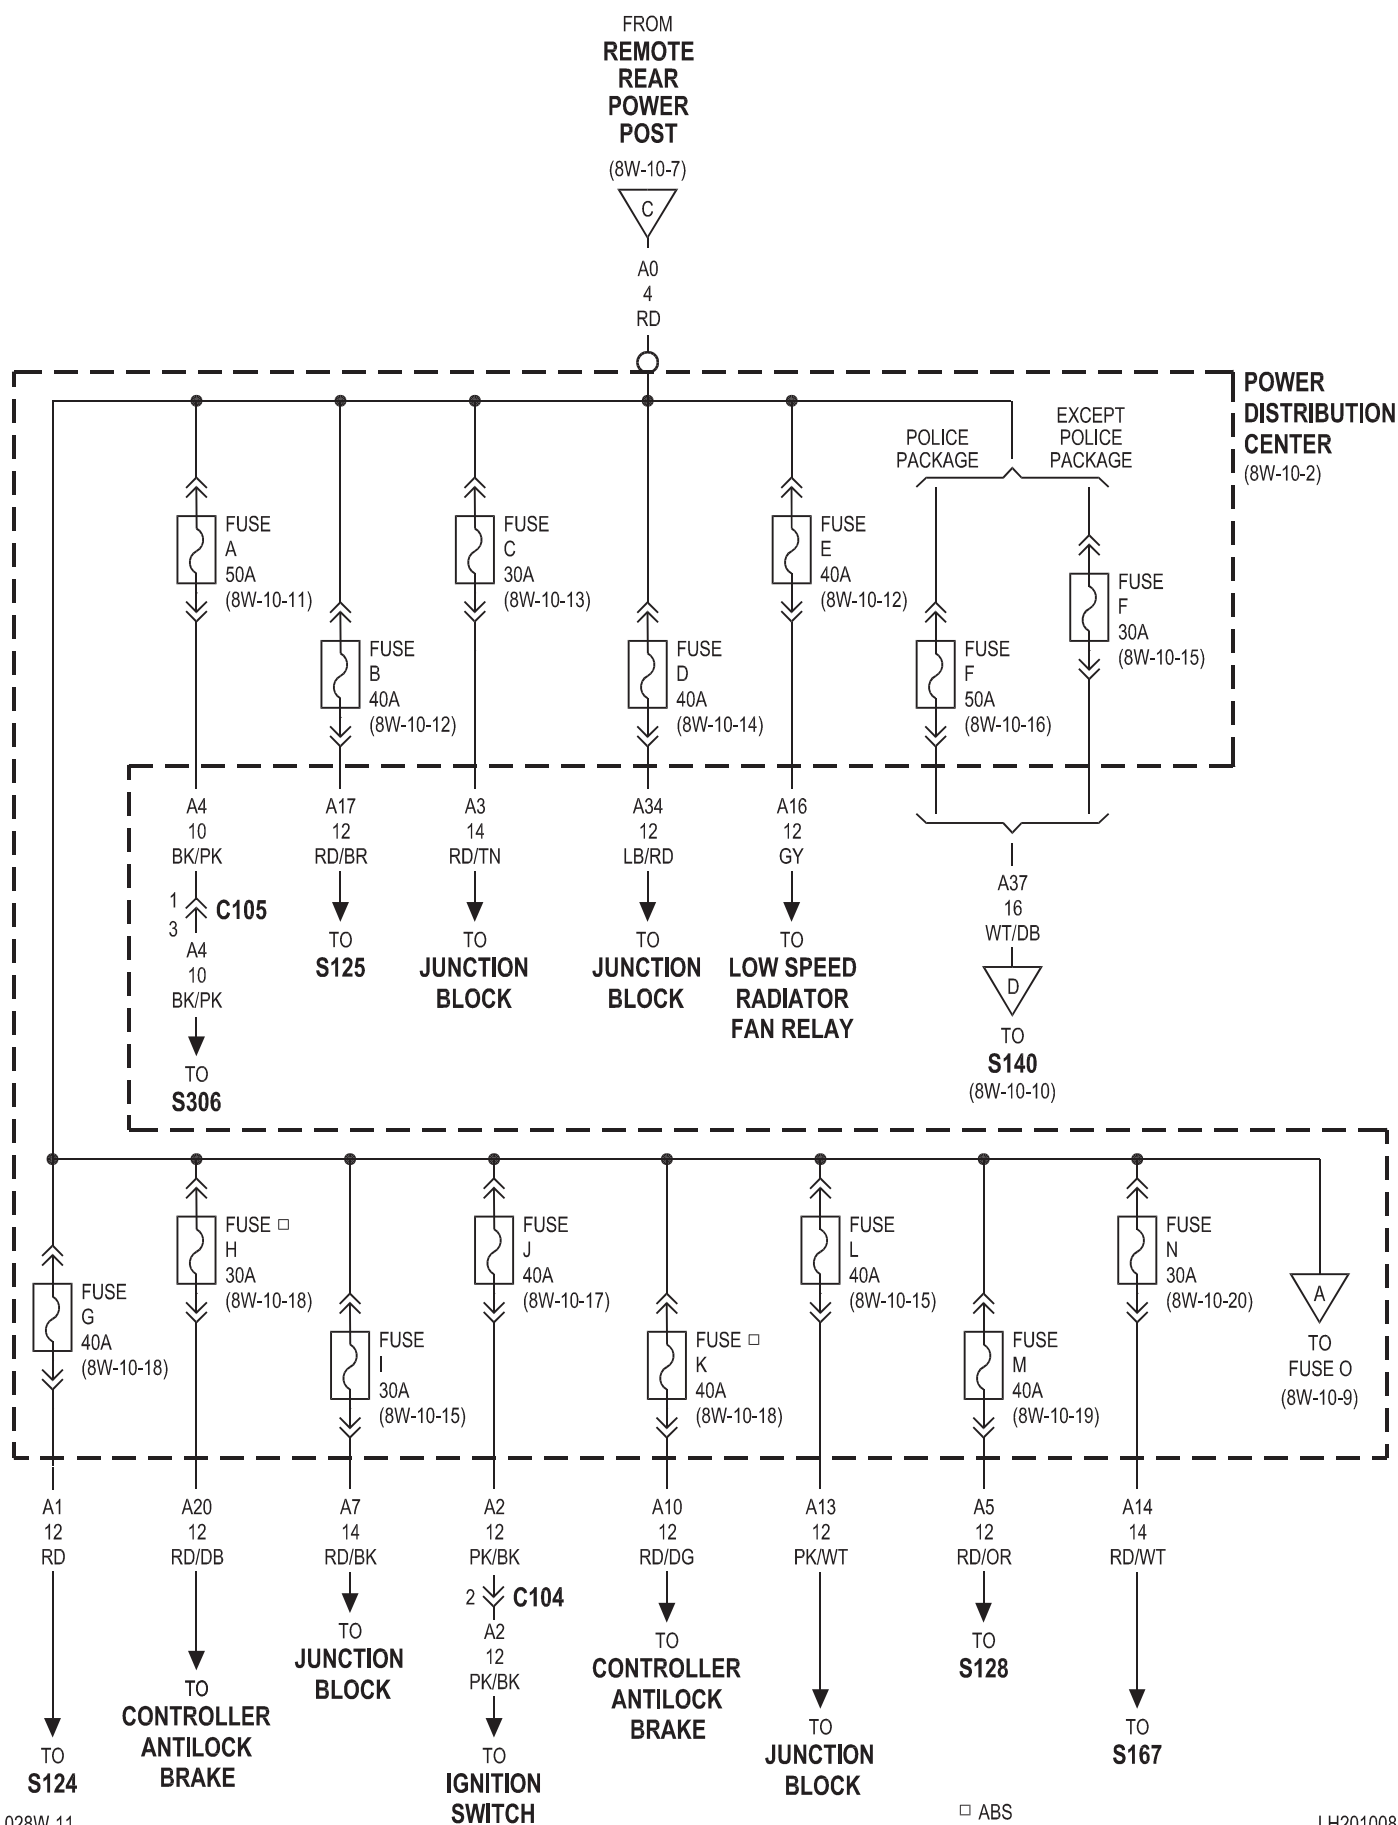 FROM
REMOTE
REAR
POWER
POST
(8W-10-7)
C
A0
4
RD
POWER
DISTRIBUTION
CENTER
(8W-10-2)
POLICE
PACKAGE
EXCEPT
POLICE
PACKAGE
FUSE
A
50A
(8W-10-11)
FUSE
B
40A
(8W-10-12)
FUSE
C
30A
(8W-10-13)
FUSE
D
40A
(8W-10-14)
FUSE
E
40A
(8W-10-12)
FUSE
F
50A
(8W-10-16)
FUSE
F
30A
(8W-10-15)
A4
10
BK/PK
1
3
C105
A4
10
BK/PK
TO
S306
A17
12
RD/BR
TO
S125
A3
14
RD/TN
TO
JUNCTION
BLOCK
A34
12
LB/RD
TO
JUNCTION
BLOCK
A16
12
GY
TO
LOW SPEED
RADIATOR
FAN RELAY
A37
16
WT/DB
D
TO
S140
(8W-10-10)
FUSE
G
40A
(8W-10-18)
FUSE □
H
30A
(8W-10-18)
FUSE
I
30A
(8W-10-15)
FUSE
J
40A
(8W-10-17)
FUSE □
K
40A
(8W-10-18)
FUSE
L
40A
(8W-10-15)
FUSE
M
40A
(8W-10-19)
FUSE
N
30A
(8W-10-20)
A
TO
FUSE O
(8W-10-9)
A1
12
RD
TO
S124
A20
12
RD/DB
TO
CONTROLLER
ANTILOCK
BRAKE
A7
14
RD/BK
TO
JUNCTION
BLOCK
A2
12
PK/BK
2
C104
A2
12
PK/BK
TO
IGNITION
SWITCH
A10
12
RD/DG
TO
CONTROLLER
ANTILOCK
BRAKE
A13
12
PK/WT
TO
JUNCTION
BLOCK
A5
12
RD/OR
TO
S128
A14
14
RD/WT
TO
S167
□ ABS
028W-11
LH201008